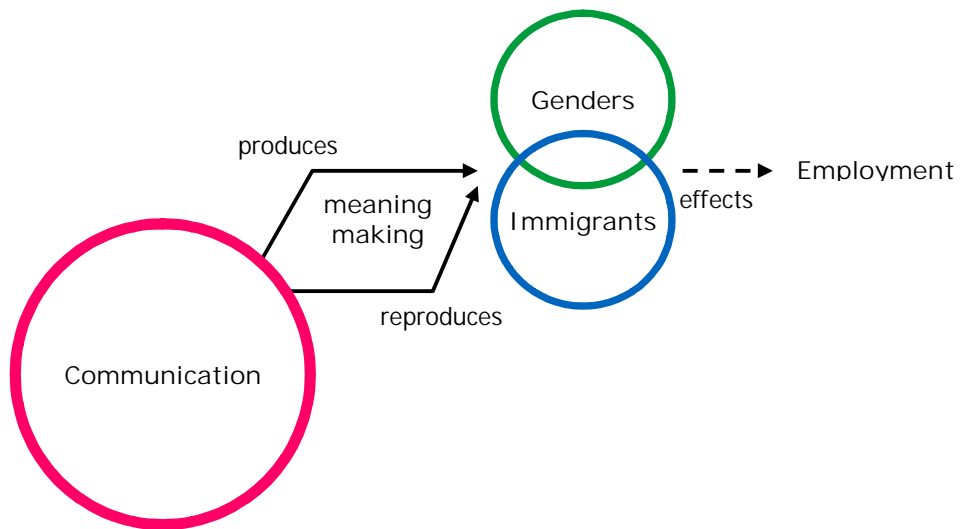 Genders
produces
Employment
effects
meaning
making
Immigrants
reproduces
Communication